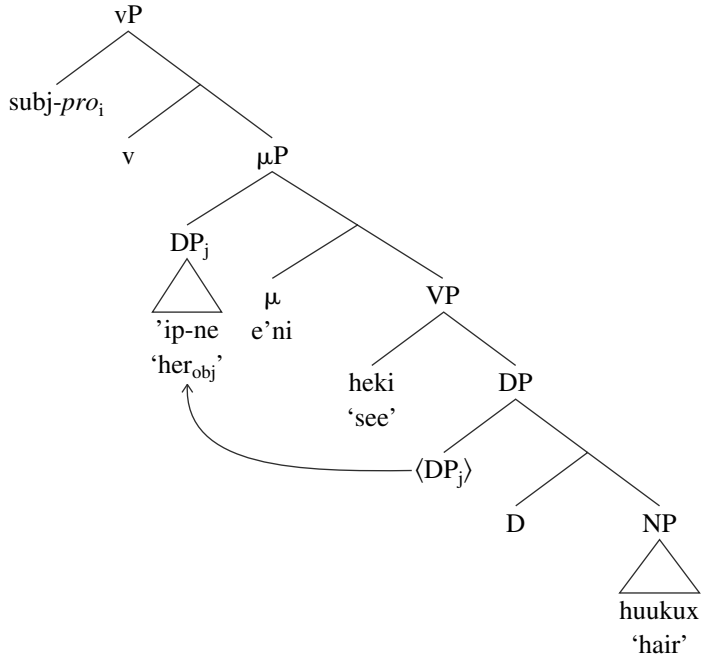 vP
subj-pro_i
v
μP
DP_j
μ
VP
’ip-ne
e’ni
‘her_obj’
heki
DP
‘see’
⟨DP_j⟩
D
NP
huukux
‘hair’